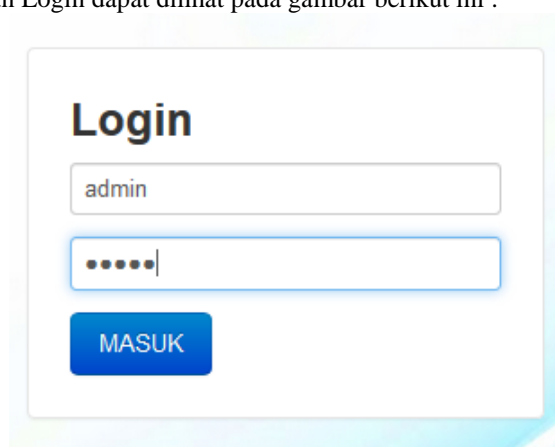 Login dapat dilihat pada gambar berikut ini :
Login
admin
•••••
MASUK